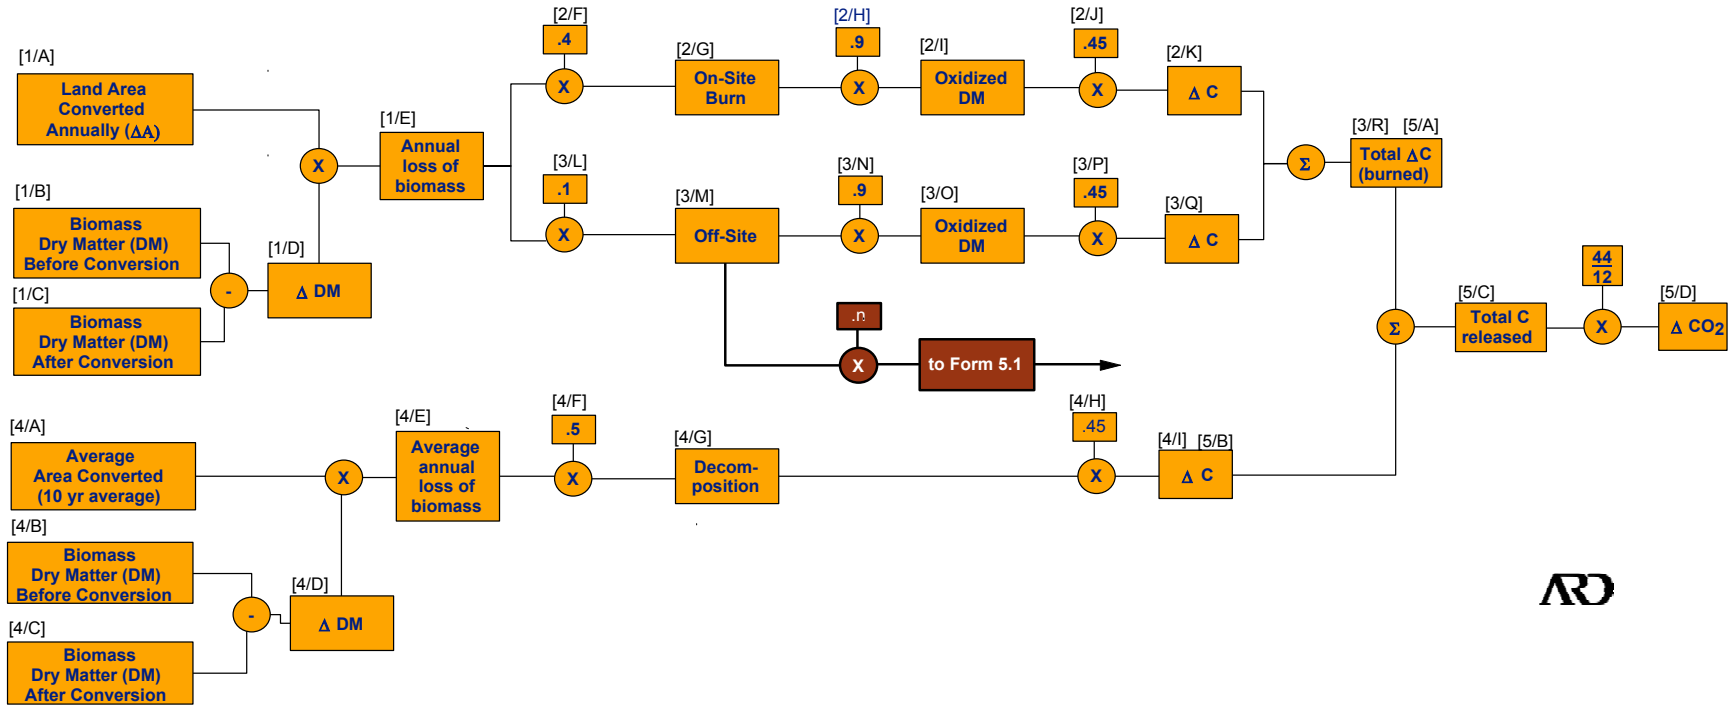 [1/A]
Land Area
Converted
Annually (ΔA)
[1/B]
Biomass
Dry Matter (DM)
Before Conversion
[1/C]
Biomass
Dry Matter (DM)
After Conversion
-
[1/D]
Δ DM
X
[1/E]
Annual
loss of
biomass
[2/F]
.4
X
[2/G]
On-Site
Burn
[2/H]
.9
X
[2/I]
Oxidized
DM
[2/J]
.45
X
[2/K]
Δ C
[3/L]
.1
X
[3/M]
Off-Site
[3/N]
.9
X
[3/O]
Oxidized
DM
[3/P]
.45
X
[3/Q]
Δ C
Σ
[3/R] [5/A]
Total ΔC
(burned)
.n
X
to Form 5.1
[4/A]
Average
Area Converted
(10 yr average)
[4/B]
Biomass
Dry Matter (DM)
Before Conversion
[4/C]
Biomass
Dry Matter (DM)
After Conversion
-
[4/D]
Δ DM
X
[4/E]
Average
annual
loss of
biomass
[4/F]
.5
X
[4/G]
Decom-
position
[4/H]
.45
X
[4/I] [5/B]
Δ C
Σ
[5/C]
Total C
released
44
12
X
[5/D]
Δ CO2
ARD